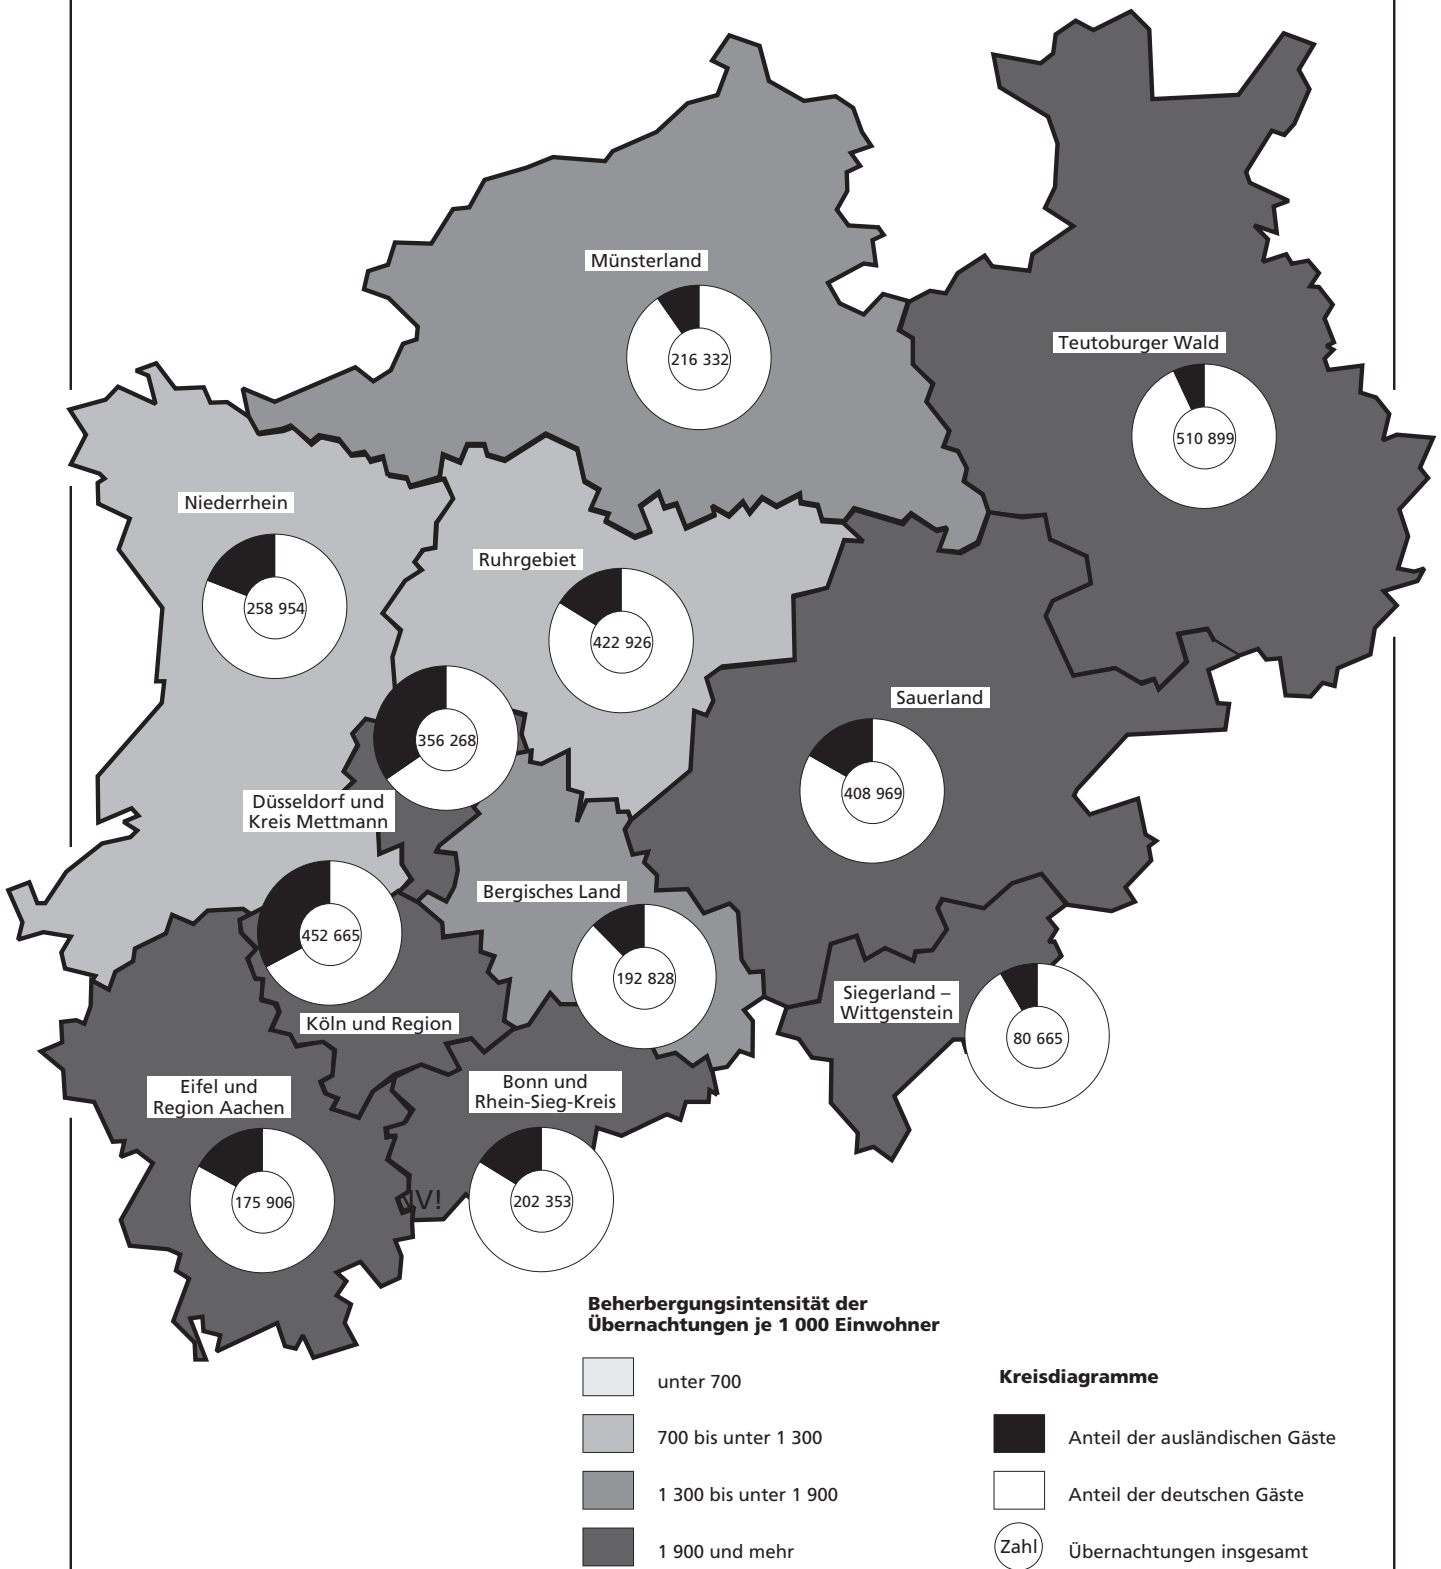 Münsterland
216 332
Teutoburger Wald
510 899
Niederrhein
258 954
Ruhrgebiet
422 926
Sauerland
408 969
356 268
Düsseldorf und
Kreis Mettmann
Bergisches Land
192 828
452 665
Köln und Region
Siegerland –
Wittgenstein
80 665
Eifel und
Region Aachen
175 906
Bonn und
Rhein-Sieg-Kreis
202 353
Beherbergungsintensität der
Übernachtungen je 1 000 Einwohner
unter 700
700 bis unter 1 300
1 300 bis unter 1 900
1 900 und mehr
Kreisdiagramme
Anteil der ausländischen Gäste
Anteil der deutschen Gäste
Zahl
Übernachtungen insgesamt